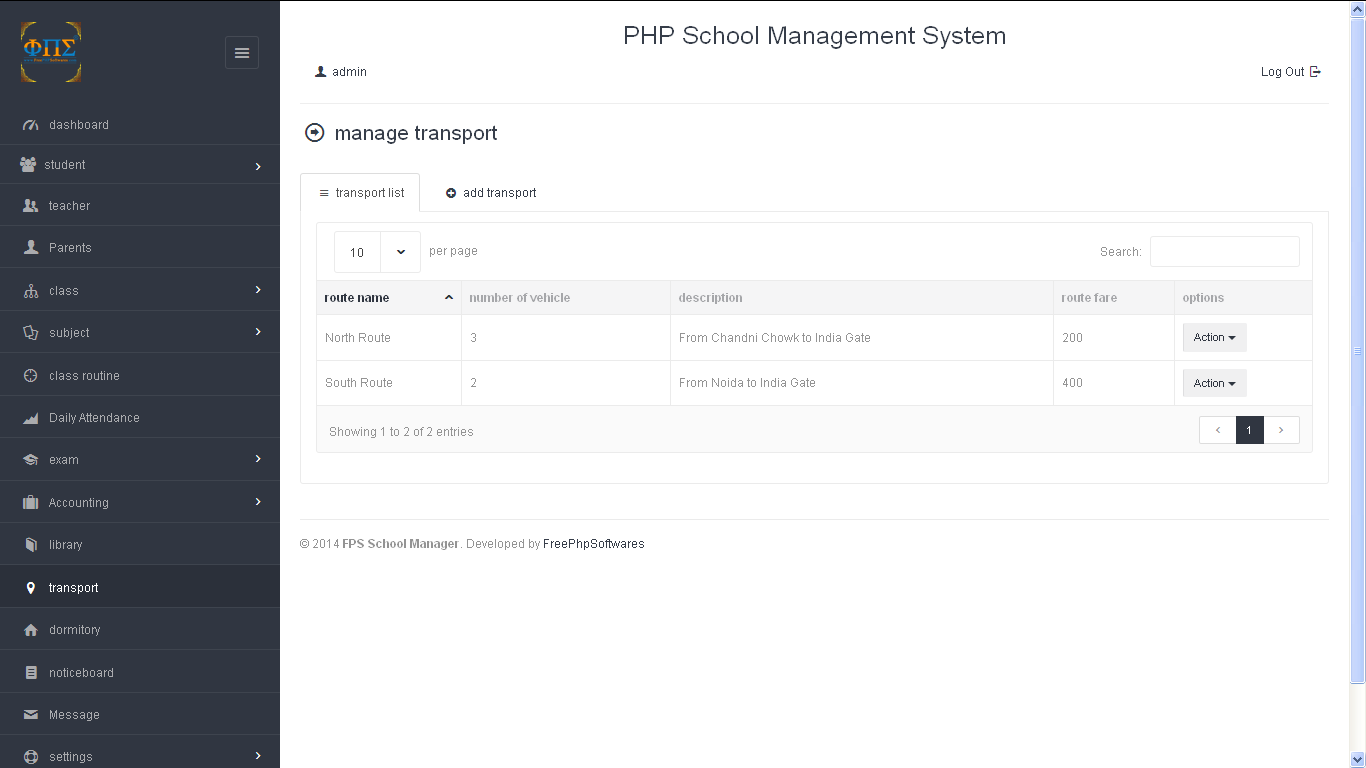 ΦΠΣ
PHP School Management System
admin
Log Out
dashboard
student
teacher
Parents
class
subject
class routine
Daily Attendance
exam
Accounting
library
transport
dormitory
noticeboard
Message
settings
manage transport
transport list
add transport
10
per page
Search:
route name number of vehicle description route fare options
North Route 3 From Chandni Chowk to India Gate 200 Action
South Route 2 From Noida to India Gate 400 Action
Showing 1 to 2 of 2 entries
1
© 2014 FPS School Manager. Developed by FreePhpSoftwares